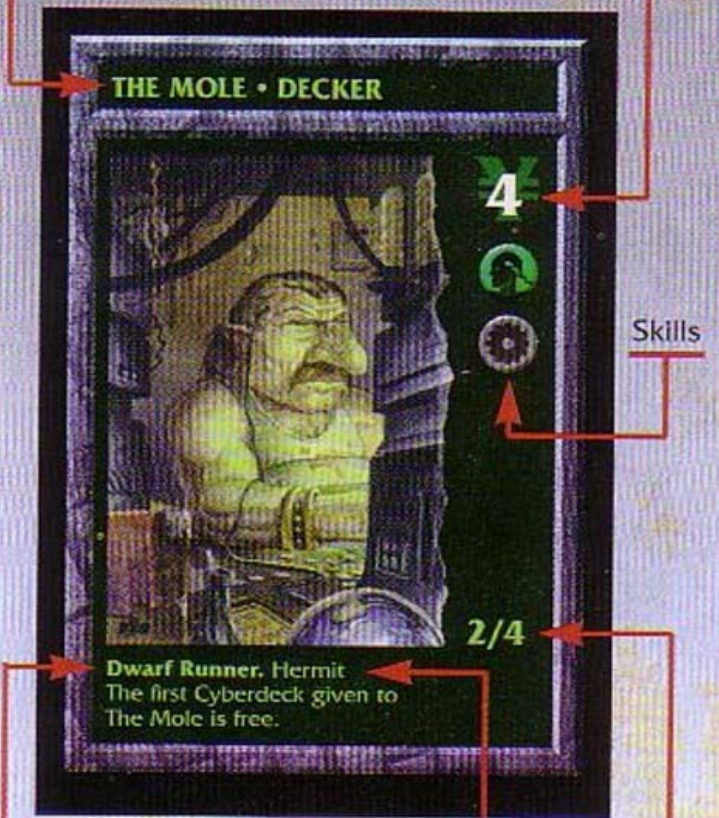 THE MOLE • DECKER
4
Skills
2/4
Dwarf Runner. Hermit
The first Cyberdeck given to
The Mole is free.